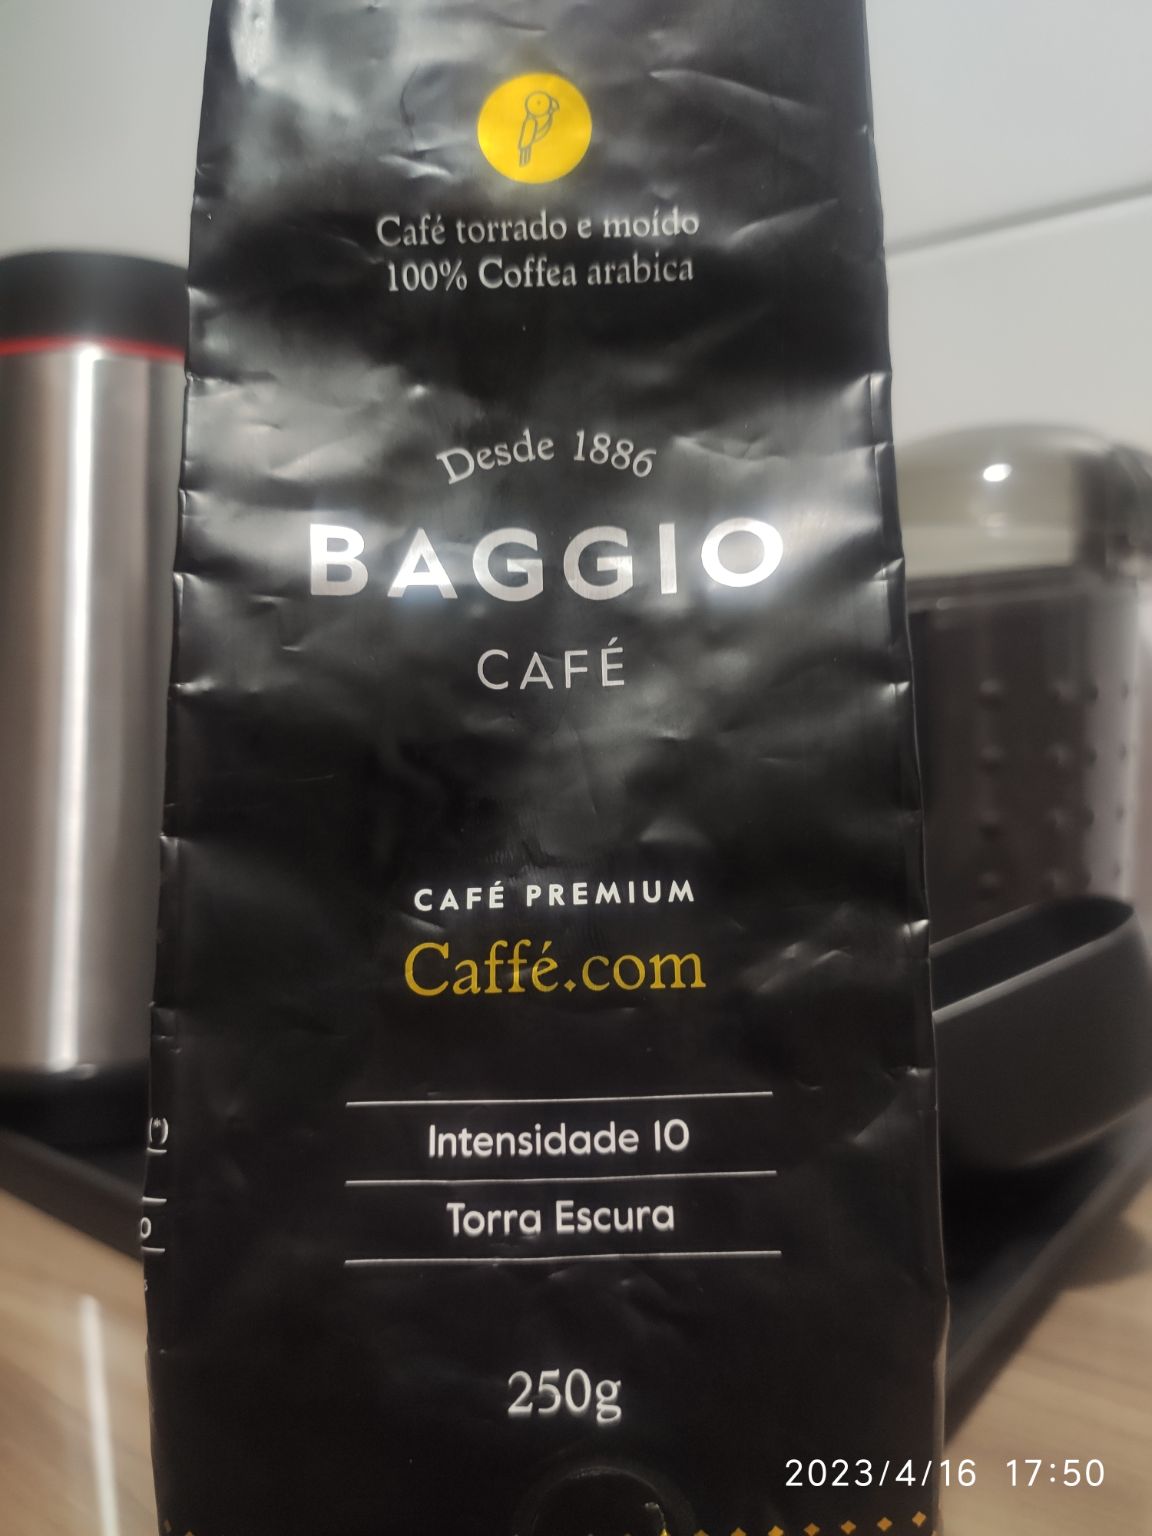 Café torrado e moído
100% Coffea arabica
Desde 1886
BAGGIO
CAFÉ
CAFÉ PREMIUM
Caffé.com
Intensidade 10
Torra Escura
250g
2023/4/16 17:50